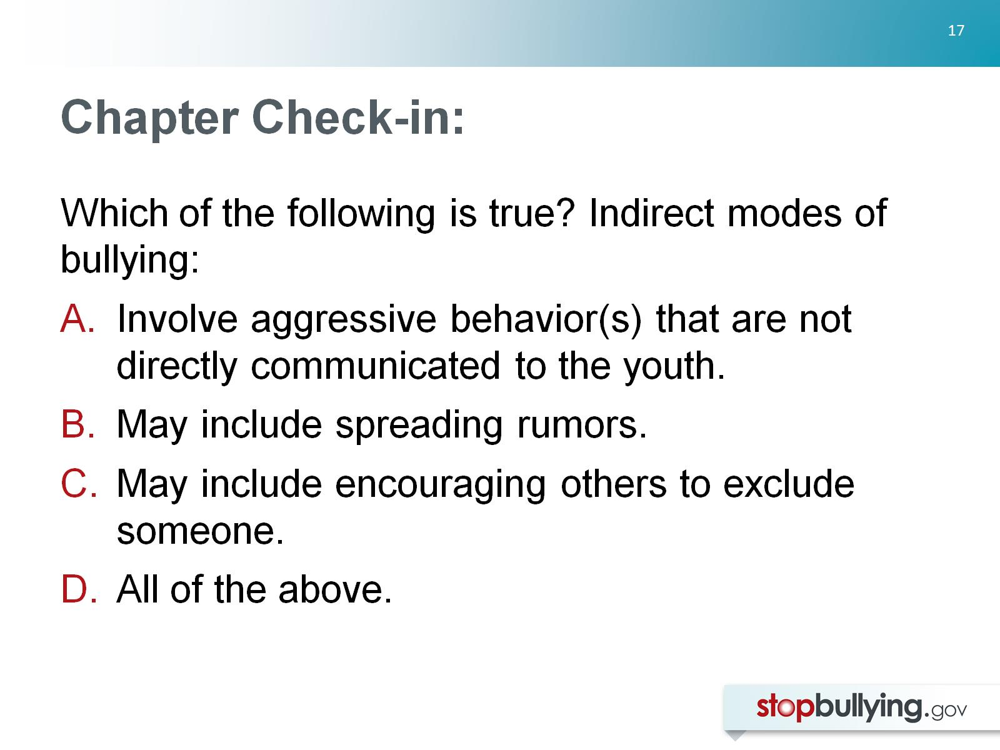 17
Chapter Check-in:
Which of the following is true? Indirect modes of
bullying:
A. Involve aggressive behavior(s) that are not
directly communicated to the youth.
B. May include spreading rumors.
C. May include encouraging others to exclude
someone.
D. All of the above.
stopbullying.gov